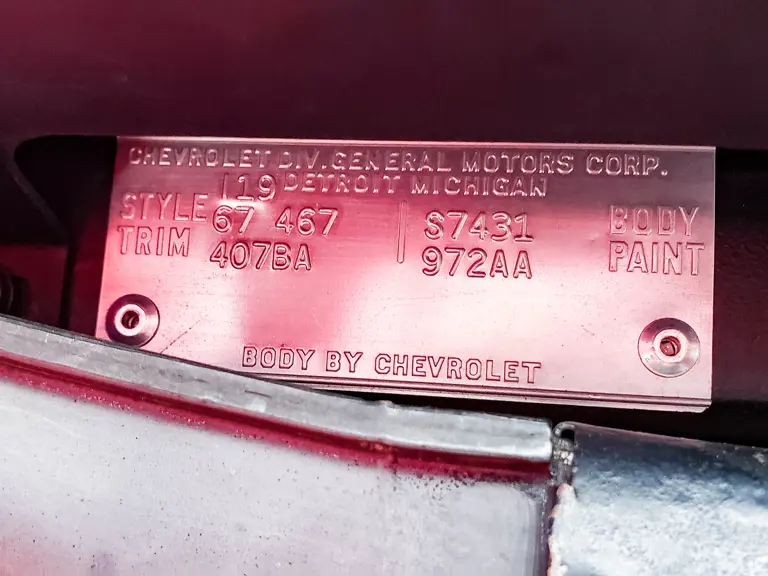 CHEVROLET DIV. GENERAL MOTORS CORP.
I19 DETROIT MICHIGAN
STYLE 67 467 | S7431 BODY
TRIM 407BA 972AA PAINT
BODY BY CHEVROLET